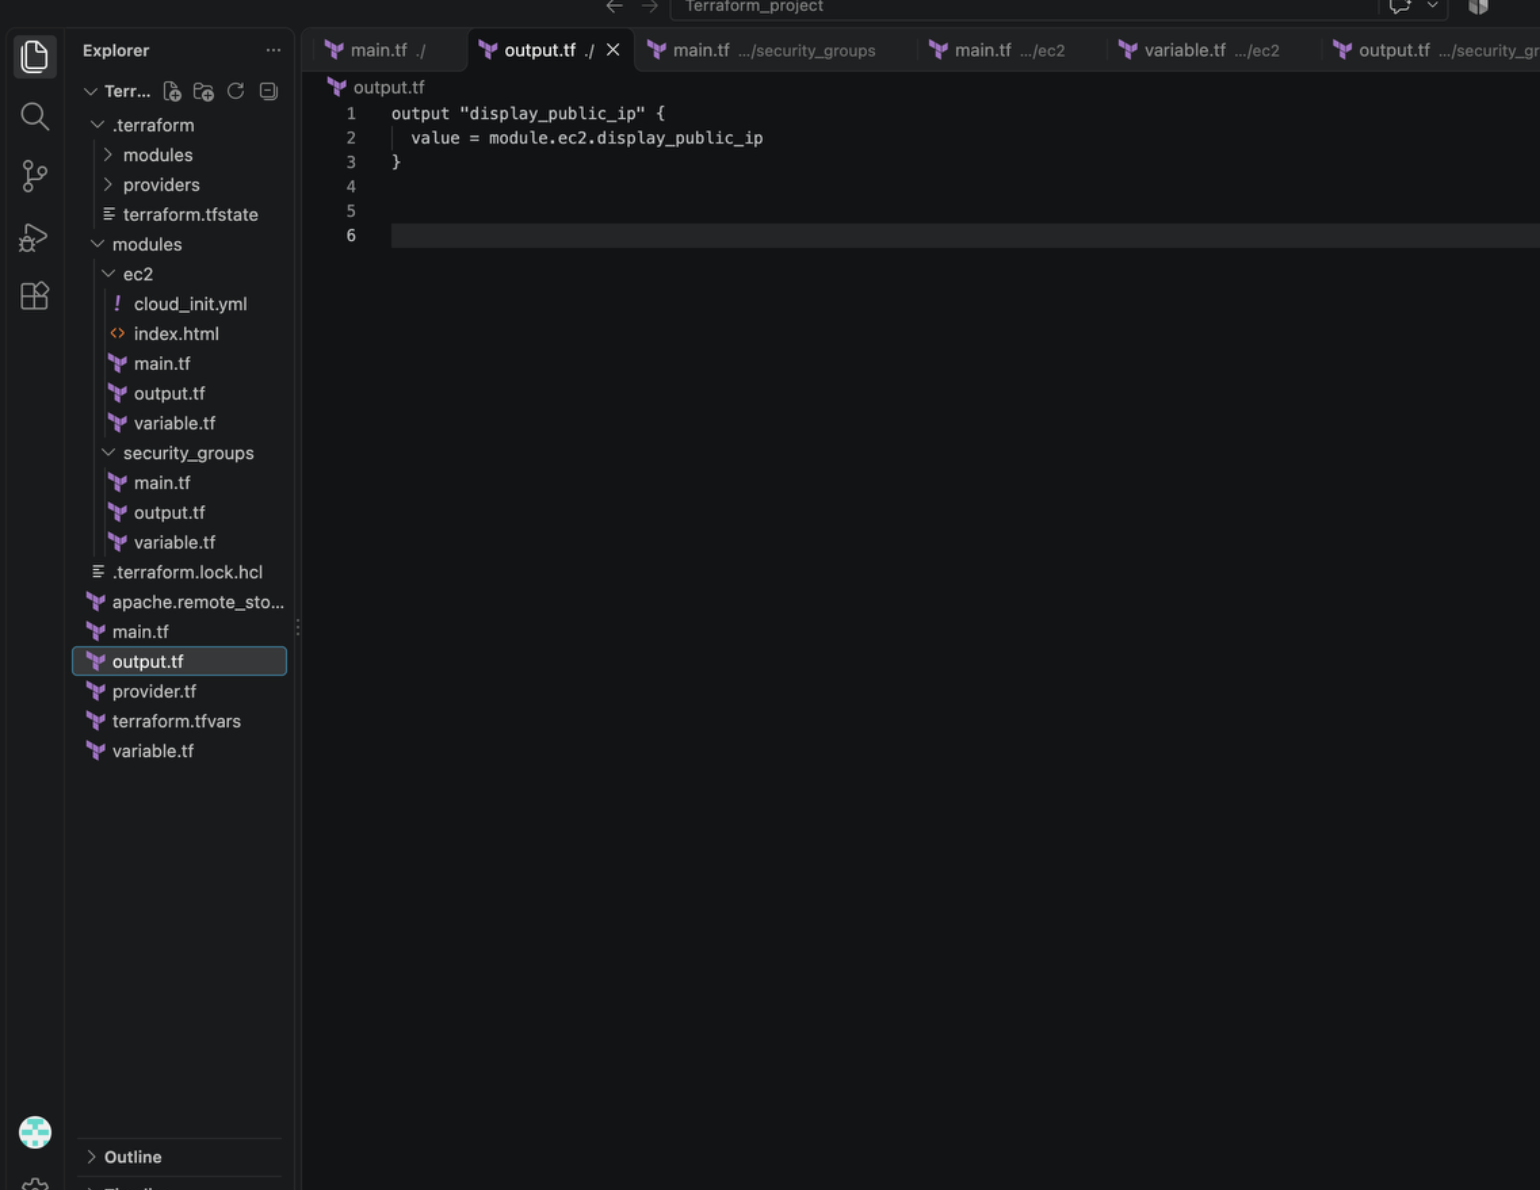 Terraform_project
Explorer
main.tf ./
output.tf ./
main.tf .../security_groups
main.tf .../ec2
variable.tf .../ec2
output.tf .../security_gr
Terr...
.terraform
modules
providers
terraform.tfstate
modules
ec2
cloud_init.yml
index.html
main.tf
output.tf
variable.tf
security_groups
main.tf
output.tf
variable.tf
.terraform.lock.hcl
apache.remote_sto...
main.tf
output.tf
provider.tf
terraform.tfvars
variable.tf
Outline
output.tf
1 output "display_public_ip" {
2 value = module.ec2.display_public_ip
3 }
4
5
6